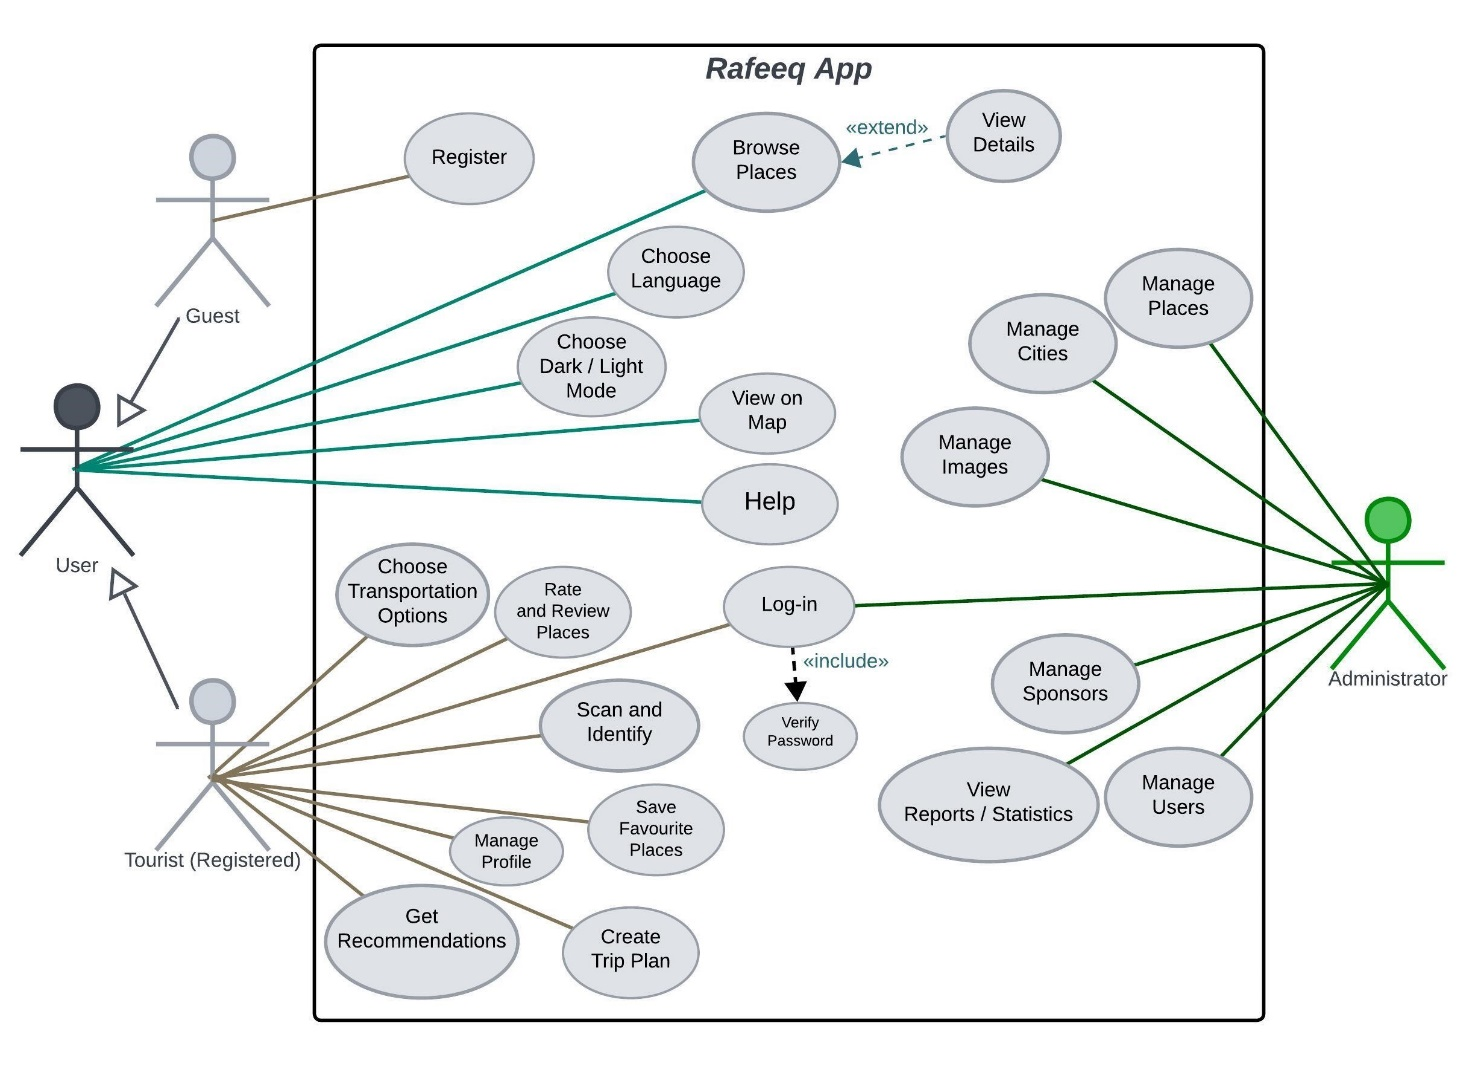 Rafeeq App
Register
Browse
Places
«extend»
View
Details
Choose
Language
Guest
Choose
Dark / Light
Mode
View on
Map
Help
User
Manage
Places
Manage
Cities
Manage
Images
Choose
Transportation
Options
Rate
and Review
Places
Log-in
«include»
Verify
Password
Scan and
Identify
Save
Favourite
Places
Manage
Profile
Tourist (Registered)
Get
Recommendations
Create
Trip Plan
Manage
Sponsors
Administrator
View
Reports / Statistics
Manage
Users